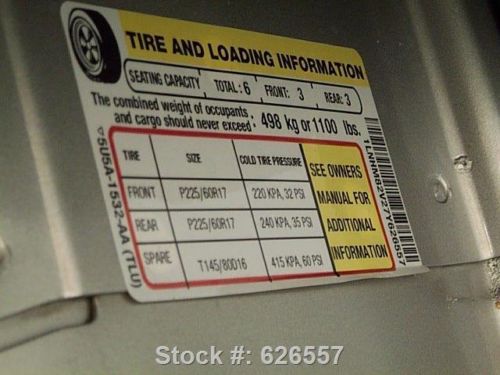 TIRE AND LOADING INFORMATION
SEATING CAPACITY TOTAL: 6 FRONT: 3 REAR: 3
The combined weight of occupants
and cargo should never exceed: 498 kg or 1100 lbs.
TIRE SIZE COLD TIRE PRESSURE
FRONT P225/60R17 220 KPA, 32 PSI
REAR P225/60R17 240 KPA, 35 PSI
SPARE T145/80D16 415 KPA, 60 PSI
SEE OWNERS
MANUAL FOR
ADDITIONAL
INFORMATION
5U5A-1532-AA (TLU)
Stock #: 626557